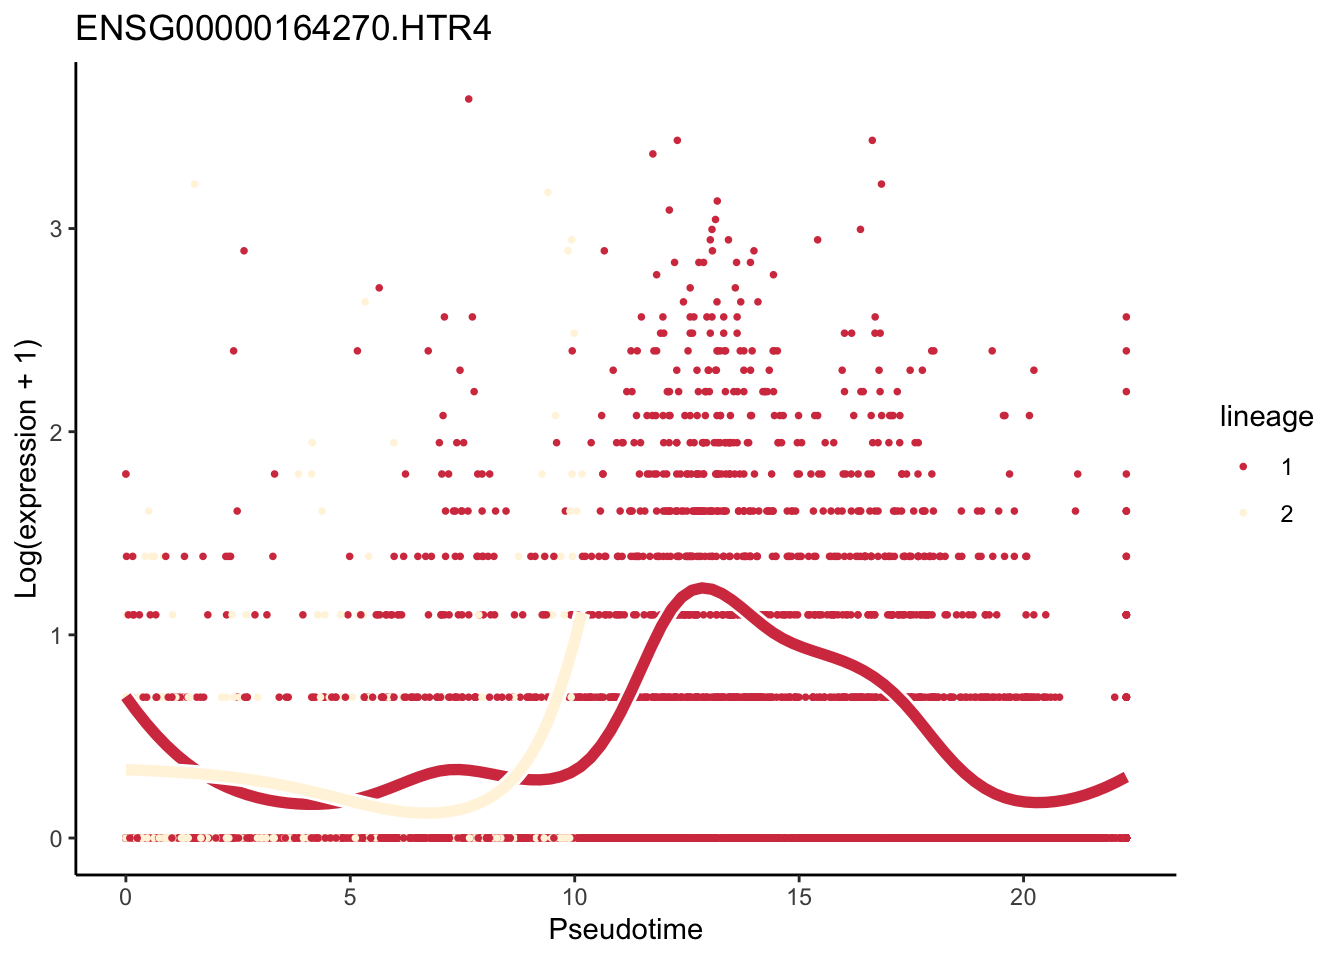 ENSG00000164270.HTR4
Log(expression + 1)
3
2
1
0
0 5 10 15 20
Pseudotime
lineage
1
2